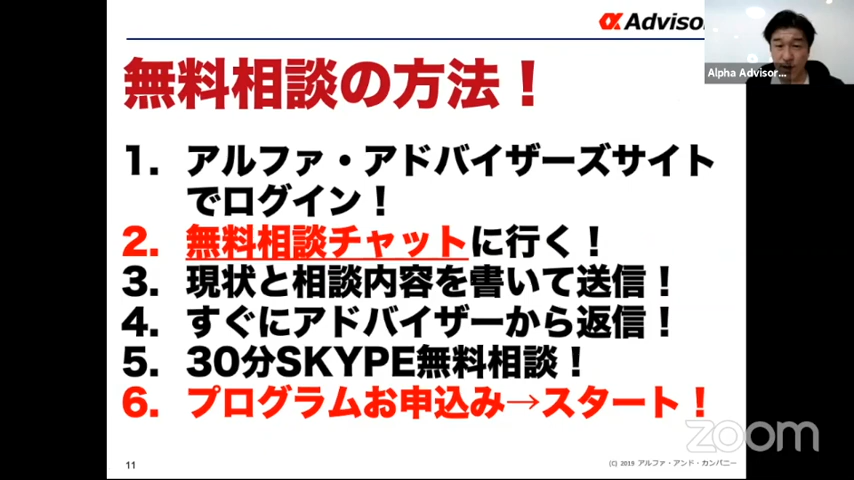 αAdvisor
Alpha Advisor...
無料相談の方法！
1. アルファ・アドバイザーズサイト
でログイン！
2. 無料相談チャットに行く！
3. 現状と相談内容を書いて送信！
4. すぐにアドバイザーから返信！
5. 30分SKYPE無料相談！
6. プログラムお申込み→スタート！
zoom
11
(C) 2019 アルファ・アンド・カンパニー